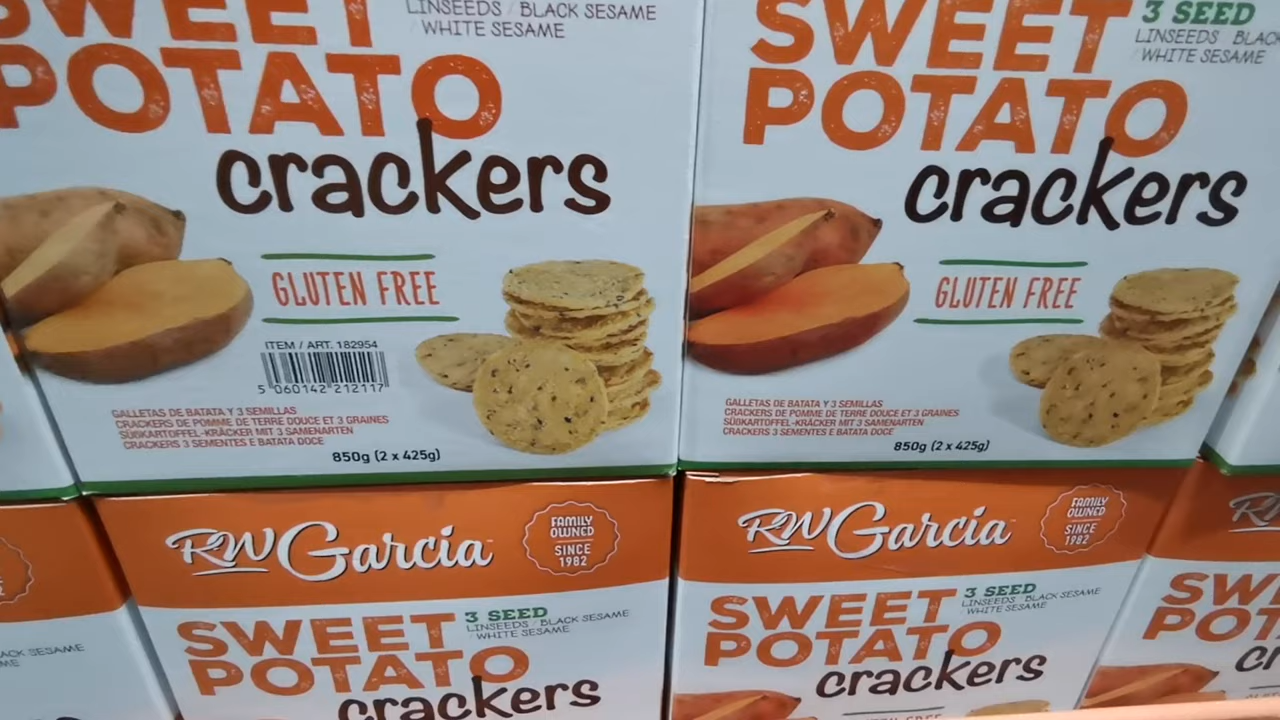 SWEET
LINSEEDS / BLACK SESAME
/ WHITE SESAME
POTATO
crackers
GLUTEN FREE
ITEM / ART. 182954
5 060142 212117
GALLETAS DE BATATA Y 3 SEMILLAS
CRACKERS DE POMME DE TERRE DOUCE ET 3 GRAINES
SÜßKARTOFFEL-KRÄCKER MIT 3 SAMENARTEN
CRACKERS 3 SEMENTES E BATATA DOCE
850g (2 x 425g)
SWEET
3 SEED
LINSEEDS / BLACK
/ WHITE SESAME
POTATO
crackers
GLUTEN FREE
GALLETAS DE BATATA Y 3 SEMILLAS
CRACKERS DE POMME DE TERRE DOUCE ET 3 GRAINES
SÜßKARTOFFEL-KRÄCKER MIT 3 SAMENARTEN
CRACKERS 3 SEMENTES E BATATA DOCE
850g (2 x 425g)
RW Garcia
FAMILY
OWNED
SINCE
1982
SWEET
3 SEED
LINSEEDS / BLACK SESAME
/ WHITE SESAME
POTATO
crackers
RW Garcia
FAMILY
OWNED
SINCE
1982
SWEET
3 SEED
LINSEEDS / BLACK SESAME
/ WHITE SESAME
POTATO
crackers
SESAME